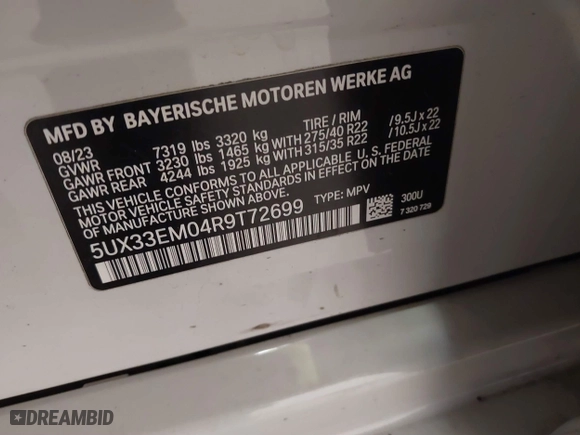 MFD BY BAYERISCHE MOTOREN WERKE AG
08/23 TIRE / RIM
GVWR 7319 lbs 3320 kg
GAWR FRONT 3230 lbs 1465 kg WITH 275/40 R22 / 9.5J x 22
GAWR REAR 4244 lbs 1925 kg WITH 315/35 R22 / 10.5J x 22
THIS VEHICLE CONFORMS TO ALL APPLICABLE U.S. FEDERAL
MOTOR VEHICLE SAFETY STANDARDS IN EFFECT ON THE DATE
OF MANUFACTURE SHOWN ABOVE.
5UX33EM04R9T72699 TYPE: MPV 300U
7 320 729
DREAMBID